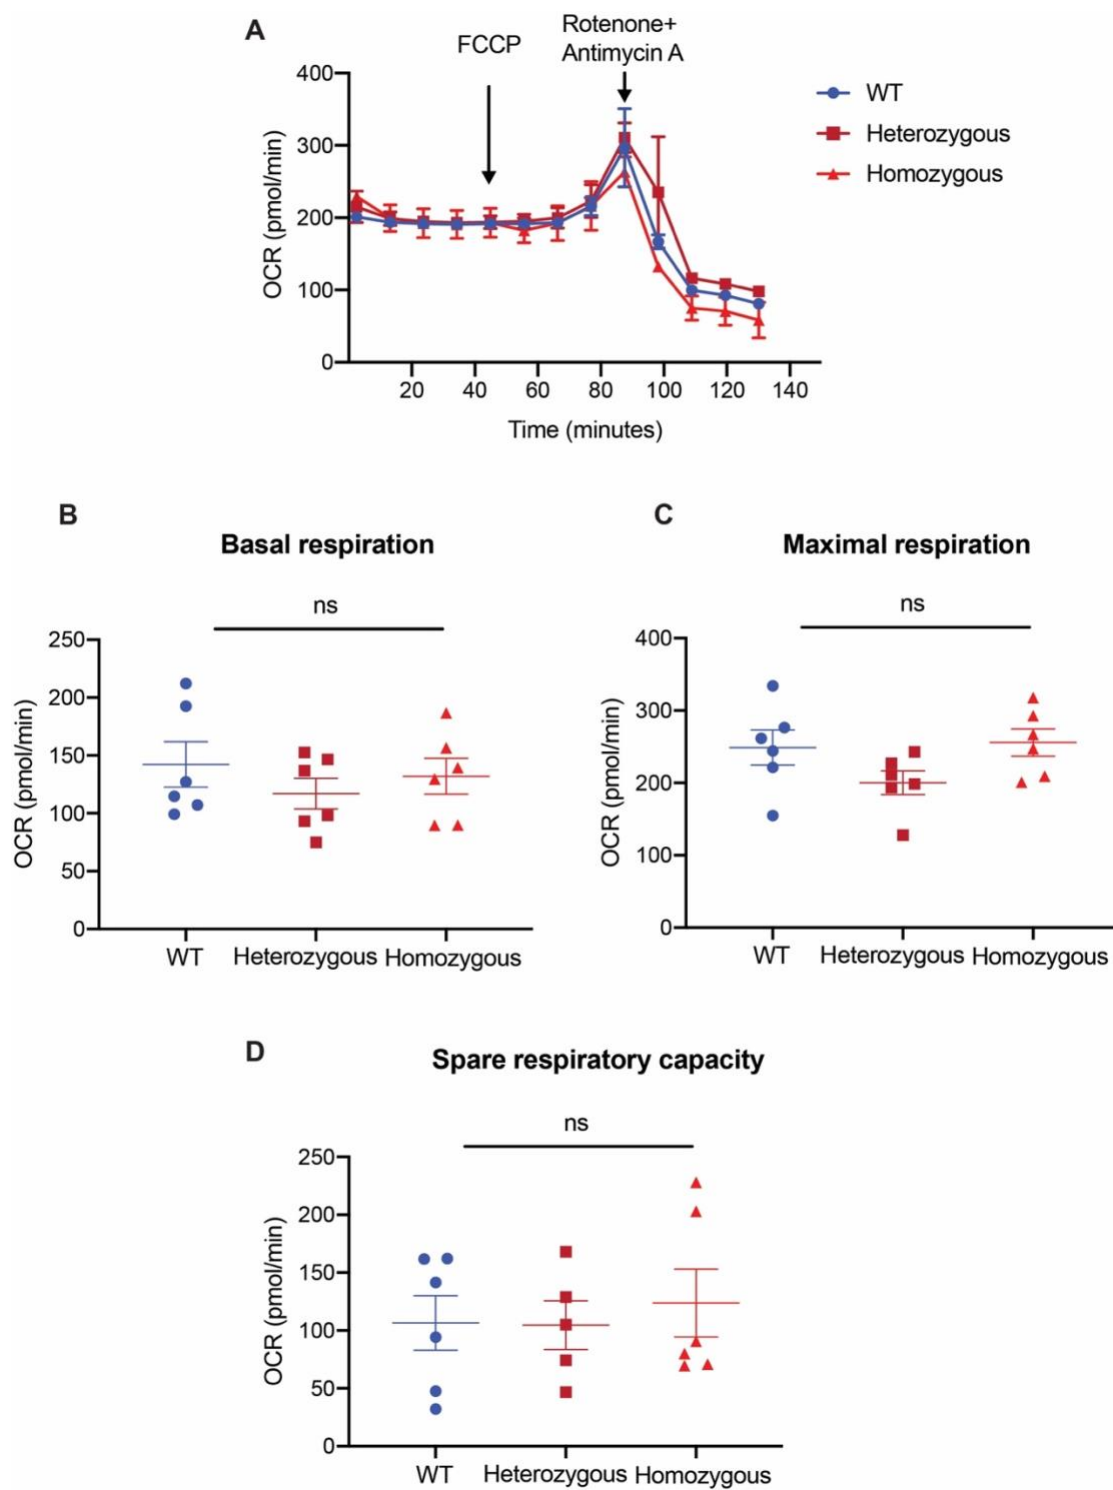 A
FCCP
Rotenone+
Antimycin A
400
300
200
100
0
OCR (pmol/min)
20 40 60 80 100 120 140
Time (minutes)
WT
Heterozygous
Homozygous
B
Basal respiration
ns
250
200
150
100
50
0
OCR (pmol/min)
WT Heterozygous Homozygous
C
Maximal respiration
ns
400
300
200
100
0
OCR (pmol/min)
WT Heterozygous Homozygous
D
Spare respiratory capacity
ns
250
200
150
100
50
0
OCR (pmol/min)
WT Heterozygous Homozygous